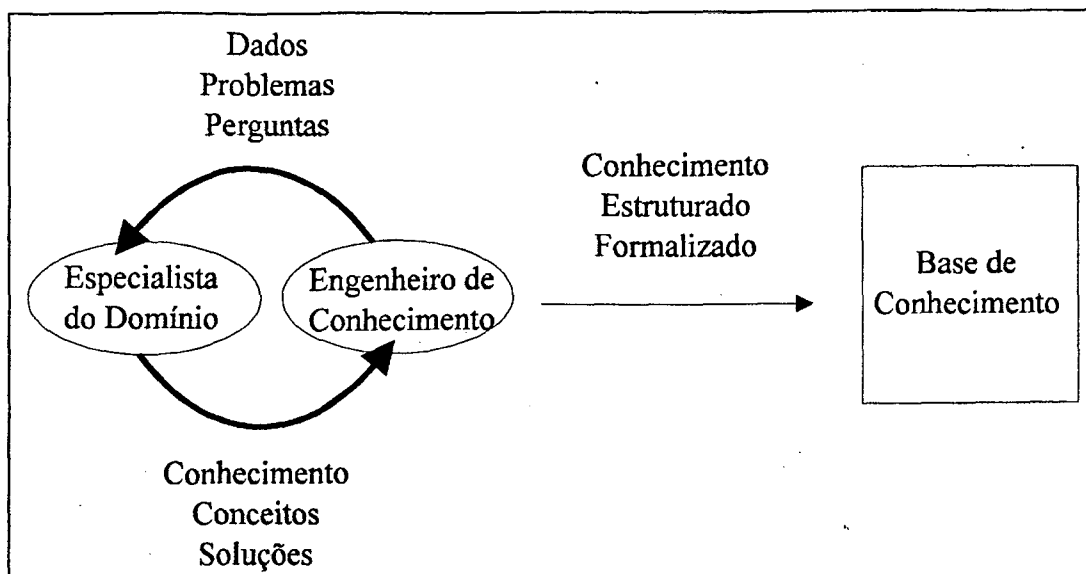 Dados
Problemas
Perguntas
Especialista
do Domínio
Engenheiro de
Conhecimento
Conhecimento
Conceitos
Soluções
Conhecimento
Estruturado
Formalizado
Base de
Conhecimento